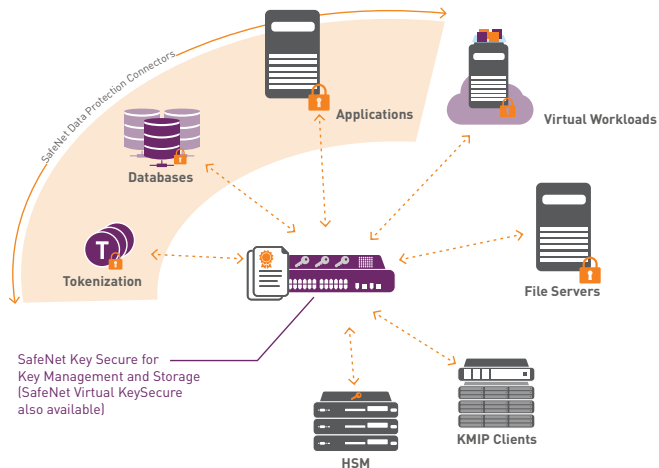 SafeNet Data Protection Connectors
Applications
Virtual Workloads
Databases
T
Tokenization
File Servers
SafeNet Key Secure for
Key Management and Storage
(SafeNet Virtual KeySecure
also available)
KMIP Clients
HSM